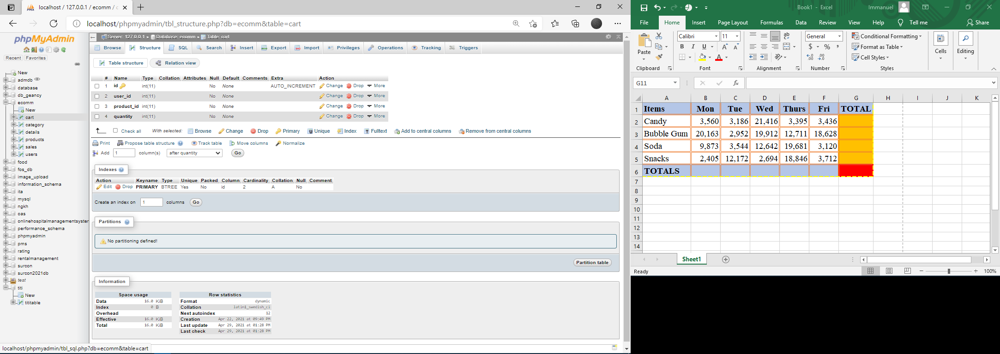 localhost / 127.0.0.1 / ecomm / c
localhost/phpmyadmin/tbl_structure.php?db=ecomm&table=cart
phpMyAdmin
Recent Favorites
New
admdb
database
db_geancy
ecomm
New
cart
category
details
products
sales
users
food
fos_db
image_upload
information_schema
ita
mysql
ngkh
oas
onlinehospitalmanagementsyster
performance_schema
phpmyadmin
pms
rating
rentalmanagement
surcon
surcon2021db
test
titi
New
tititable
Server: 127.0.0.1 » Database: ecomm » Table: cart
Browse Structure SQL Search Insert Export Import Privileges Operations Tracking Triggers
Table structure Relation view
# Name Type Collation Attributes Null Default Comments Extra Action
1 id int(11) No None AUTO_INCREMENT Change Drop More
2 user_id int(11) No None Change Drop More
3 product_id int(11) No None Change Drop More
4 quantity int(11) No None Change Drop More
Check all With selected: Browse Change Drop Primary Unique Index Fulltext Add to central columns Remove from central columns
Print Propose table structure Track table Move columns Normalize
Add 1 column(s) after quantity Go
Indexes
Action Keyname Type Unique Packed Column Cardinality Collation Null Comment
Edit Drop PRIMARY BTREE Yes No id 2 A No
Create an index on 1 columns Go
Partitions
No partitioning defined!
Partition table
Information
Space usage
Data 16.0 KiB
Index 0 B
Overhead
Effective 16.0 KiB
Total 16.0 KiB
Row statistics
Format dynamic
Collation latin1_swedish_ci
Next autoindex 12
Creation Apr 22, 2021 at 09:49 PM
Last update Apr 29, 2021 at 01:28 PM
Last check Apr 29, 2021 at 01:28 PM
localhost/phpmyadmin/tbl_sql.php?db=ecomm&table=cart
Book1 - Excel Immanuel
File Home Insert Page Layout Formulas Data Review View Help Tell me Share
Paste
Clipboard
Calibri 11
B I U A A
A
Font
ab
Alignment
General
$ % ,
.0 .00
.00 .0
Number
Conditional Formatting
Format as Table
Cell Styles
Styles
Cells
Editing
G11 fx
A B C D E F G H I J K
1 Items Mon Tue Wed Thurs Fri TOTAL
2 Candy 3,560 3,186 21,416 3,395 3,436
3 Bubble Gum 20,163 2,952 19,912 12,711 18,628
4 Soda 9,873 3,544 12,642 19,681 3,120
5 Snacks 2,405 12,172 2,694 18,846 3,712
6 TOTALS
7
8
9
10
11
12
13
14
Sheet1
Ready 100%